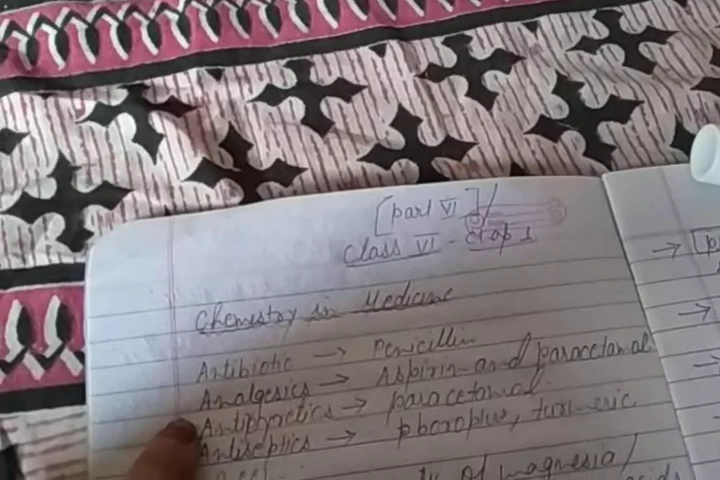 [part VI]
Class VI - Chap 1
Chemistry in Medicine
Antibiotic → Penicillin
Analgesics → Aspirin and paracetamol
Antipyretics → paracetamol
Antiseptics → turmeric
of magnesia /